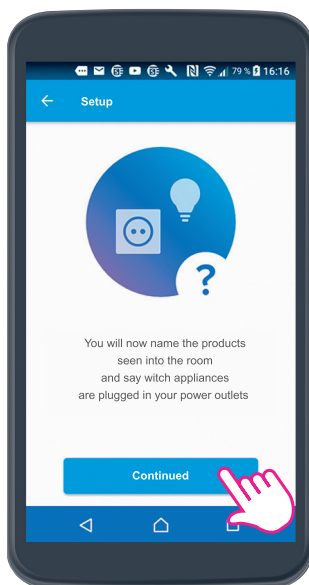 79 % 16:16
Setup
?
You will now name the products
seen into the room
and say witch appliances
are plugged in your power outlets
Continued